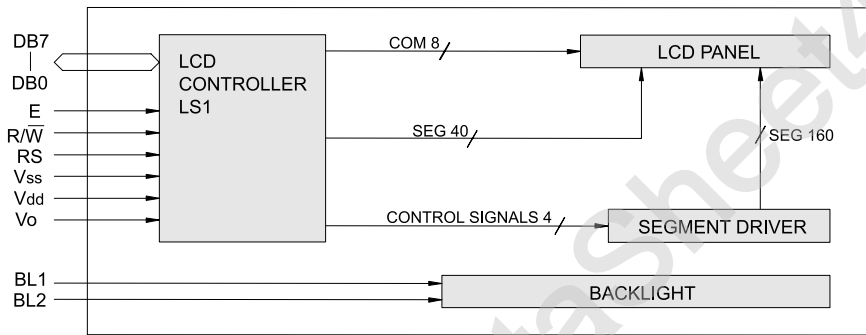 DB7
DB0
E
R/W̅
RS
Vss
Vdd
Vo
BL1
BL2
LCD
CONTROLLER
LS1
COM 8
SEG 40
CONTROL SIGNALS 4
LCD PANEL
SEG 160
SEGMENT DRIVER
BACKLIGHT
taSheet4